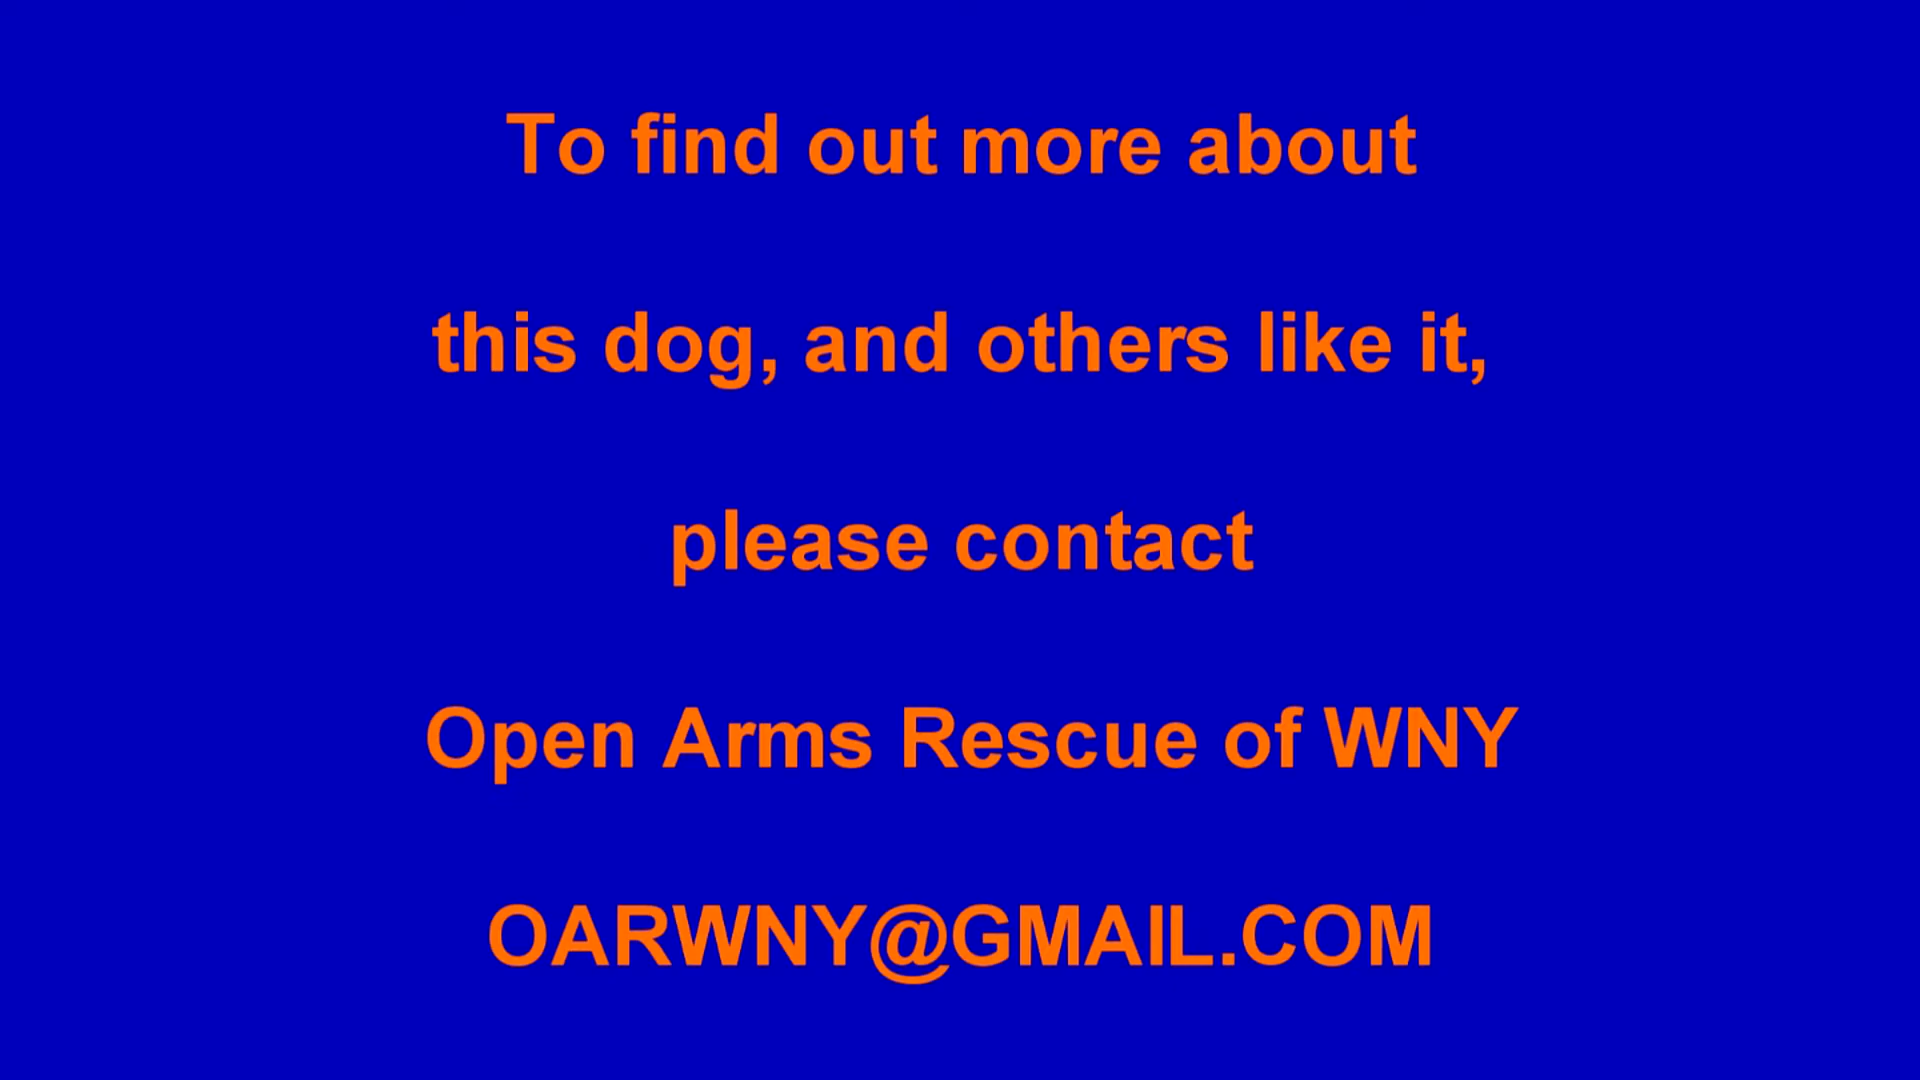 To find out more about
this dog, and others like it,
please contact
Open Arms Rescue of WNY
OARWNY@GMAIL.COM